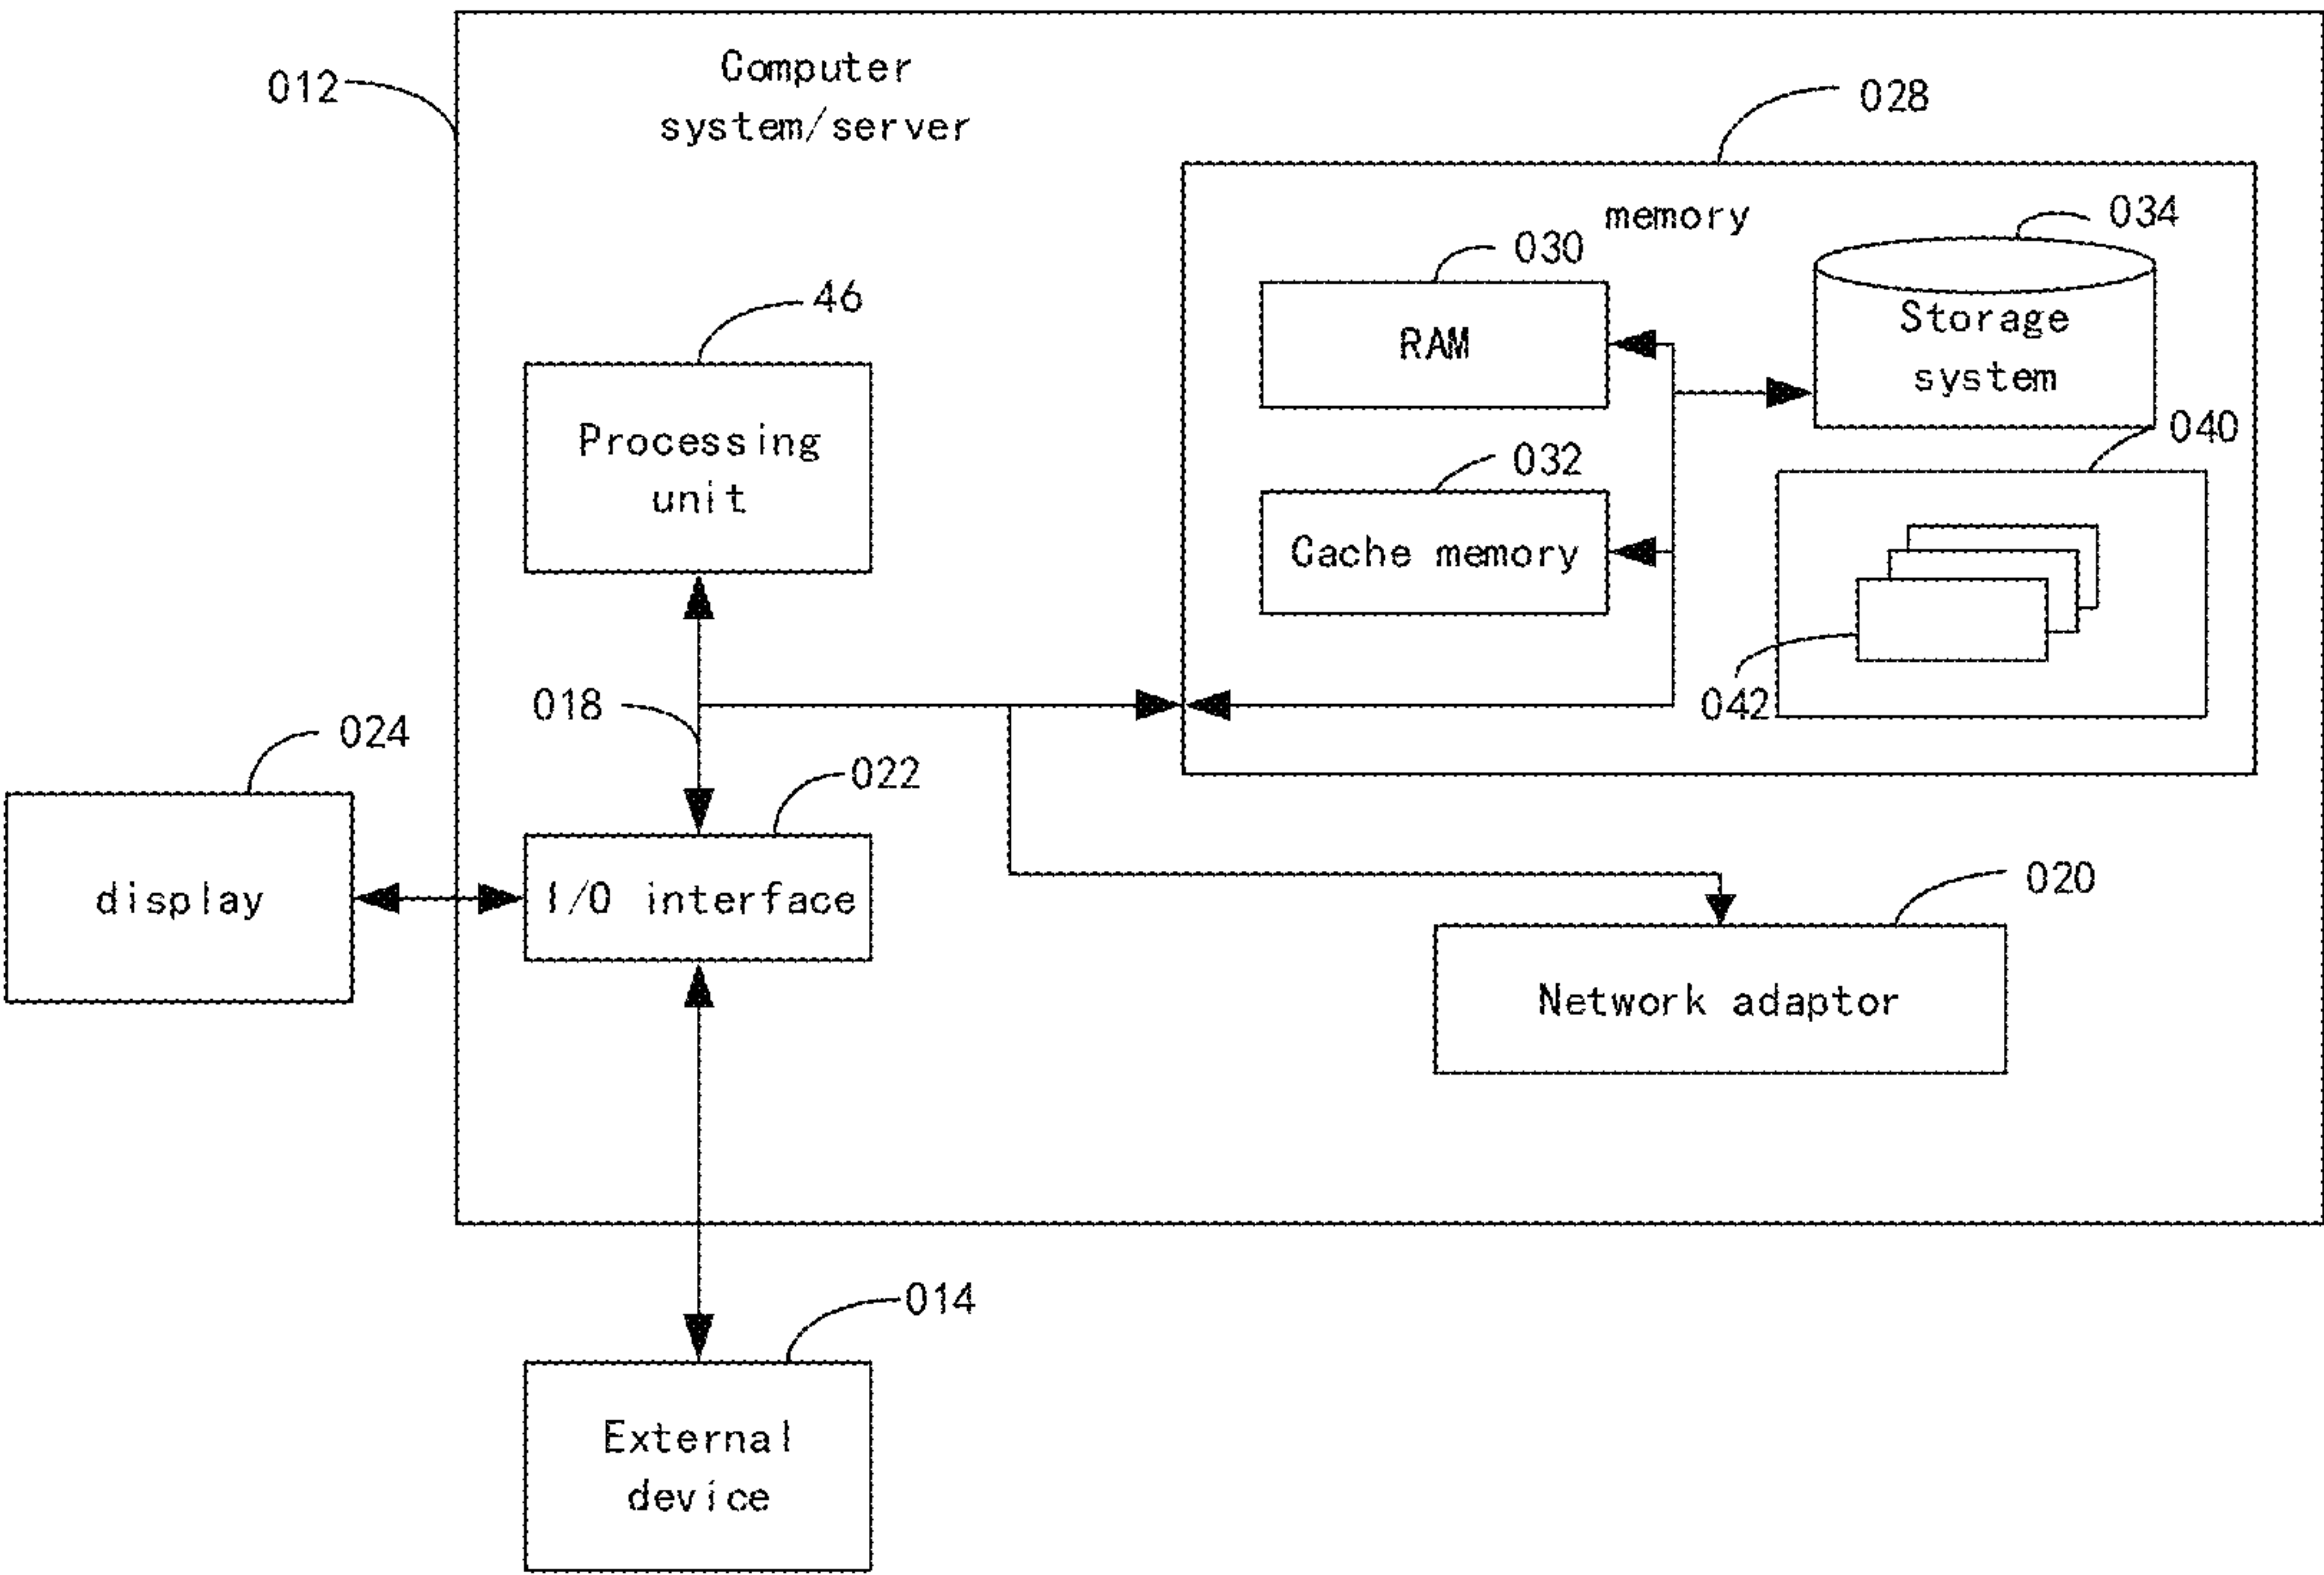 Computer
012
028
system/server
034
memory
030
46
Storage
RAM
system
040
Processing
032
unit
Cache memory
018
042
024
022
020
display
I/O interface
Network adaptor
014
External
device